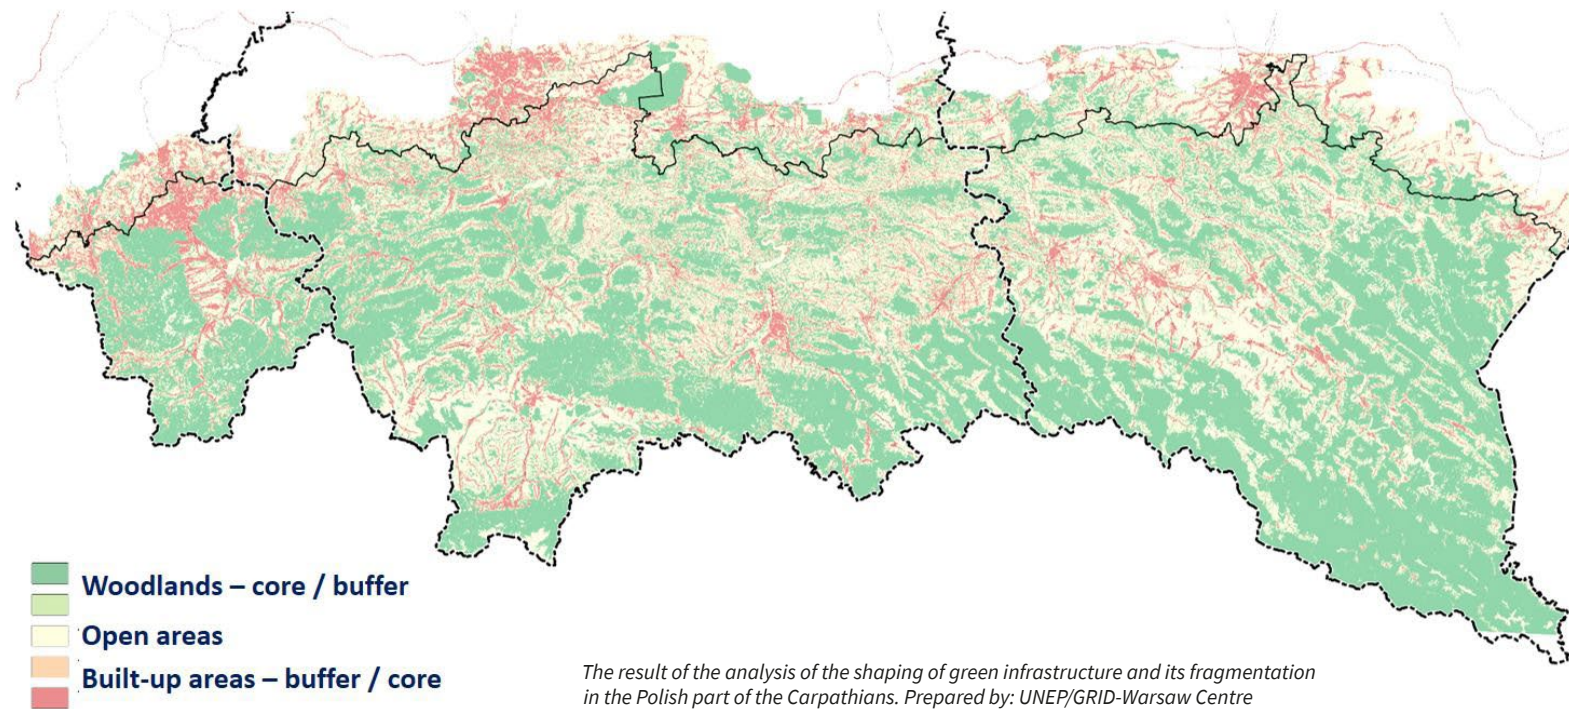 Woodlands – core / buffer
Open areas
Built-up areas – buffer / core
The result of the analysis of the shaping of green infrastructure and its fragmentation
in the Polish part of the Carpathians. Prepared by: UNEP/GRID-Warsaw Centre